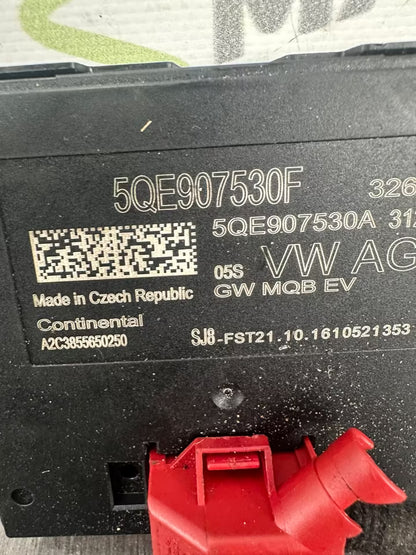 5QE907530F 326
5QE907530A 312
05S VW AG
GW MQB EV
Made in Czech Republic
Continental
A2C3855650250 SJ8-FST21.10.1610521353